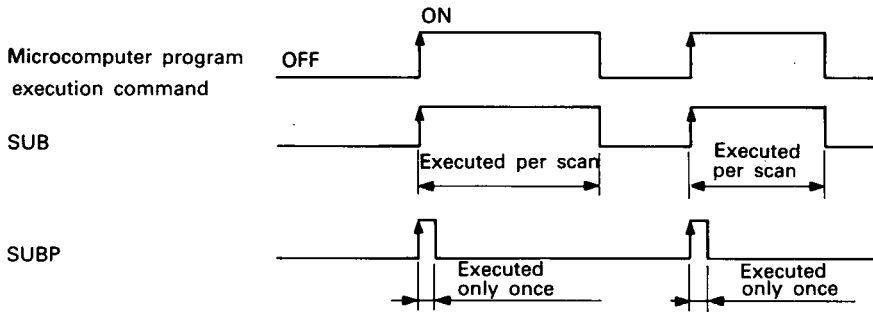 ON
Microcomputer program
execution command
OFF
SUB
Executed per scan
Executed
per scan
SUBP
Executed
only once
Executed
only once